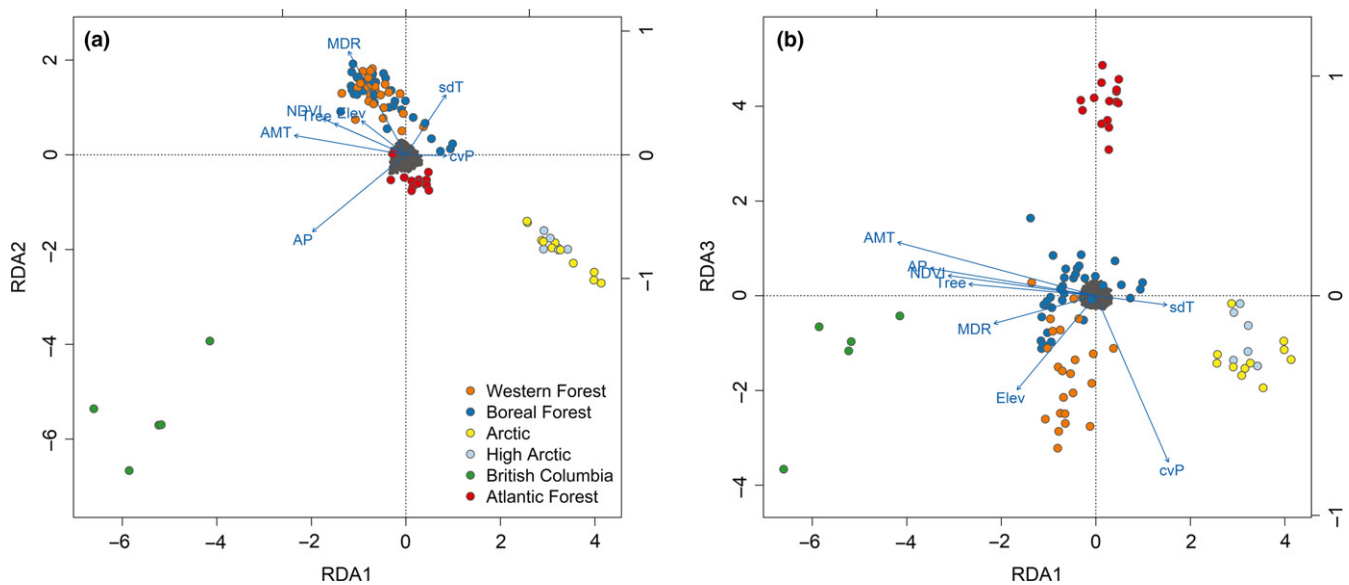 (a)
MDR
sdT
NDVI
Tree
Elev
AMT
cvP
AP
2
0
−2
−4
−6
RDA2
1
0
−1
Western Forest
Boreal Forest
Arctic
High Arctic
British Columbia
Atlantic Forest
−6 −4 −2 0 2 4
RDA1
(b)
AMT
AP
NDVI
Tree
sdT
MDR
Elev
cvP
4
2
0
−2
−4
RDA3
1
0
−1
−6 −4 −2 0 2 4
RDA1